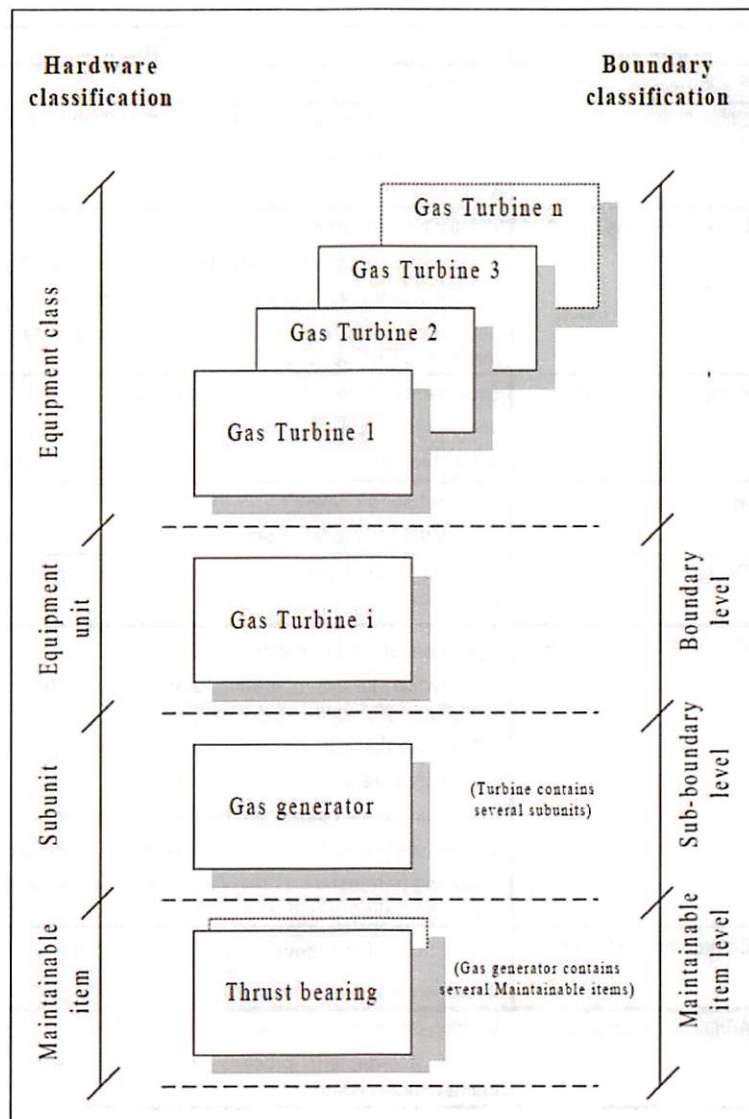 Hardware
classification
Boundary
classification
Equipment class
Gas Turbine n
Gas Turbine 3
Gas Turbine 2
Gas Turbine 1
Equipment
unit
Gas Turbine i
Boundary
level
Subunit
Gas generator
(Turbine contains
several subunits)
Sub-boundary
level
Maintainable
item
Thrust bearing
(Gas generator contains
several Maintainable items)
Maintainable
item level